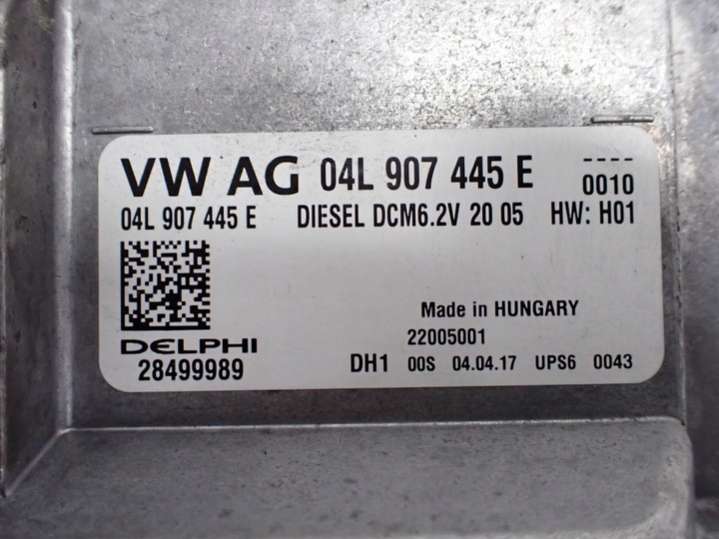 VW AG 04L 907 445 E ----
0010
04L 907 445 E DIESEL DCM6.2V 20 05 HW: H01
Made in HUNGARY
22005001
DELPHI
28499989 DH1 00S 04.04.17 UPS6 0043